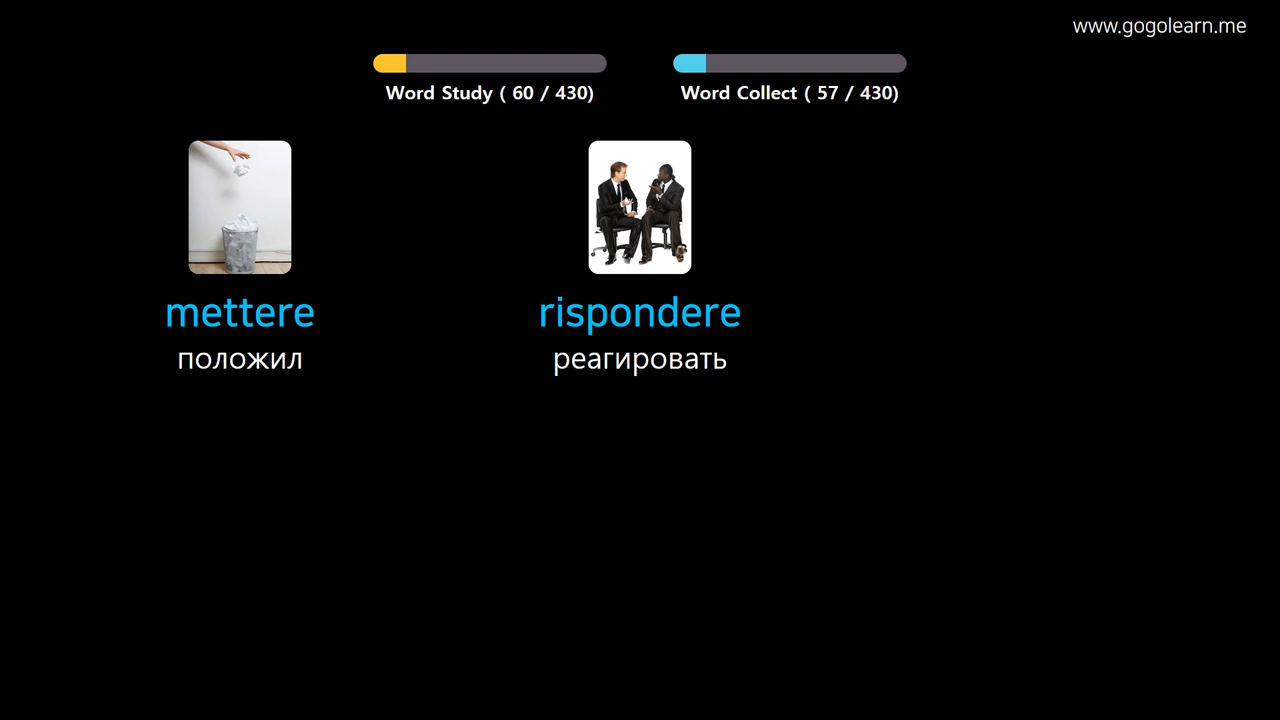 www.gogolearn.me
Word Study ( 60 / 430)
Word Collect ( 57 / 430)
mettere
положил
rispondere
реагировать